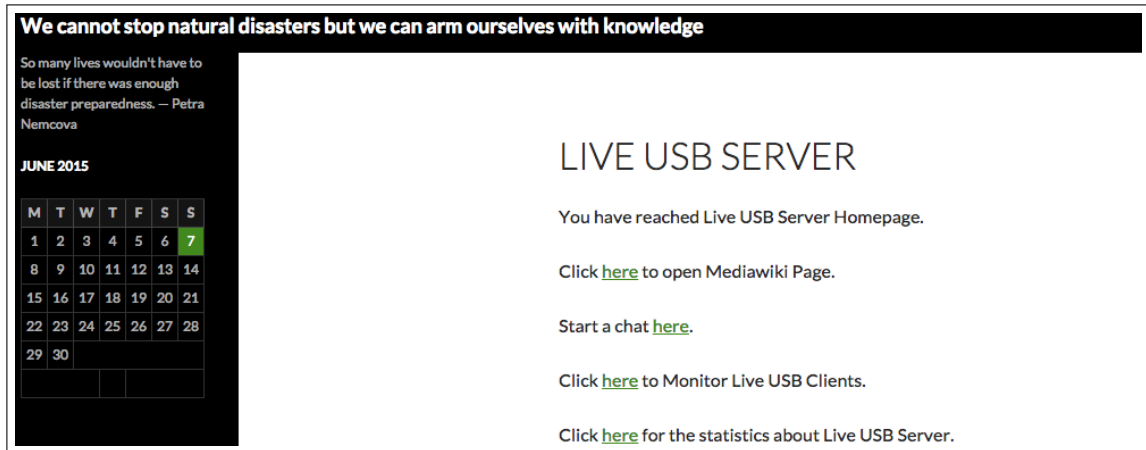 We cannot stop natural disasters but we can arm ourselves with knowledge
So many lives wouldn't have to
be lost if there was enough
disaster preparedness. — Petra
Nemcova
JUNE 2015
M T W T F S S
1 2 3 4 5 6 7
8 9 10 11 12 13 14
15 16 17 18 19 20 21
22 23 24 25 26 27 28
29 30
LIVE USB SERVER
You have reached Live USB Server Homepage.
Click here to open Mediawiki Page.
Start a chat here.
Click here to Monitor Live USB Clients.
Click here for the statistics about Live USB Server.